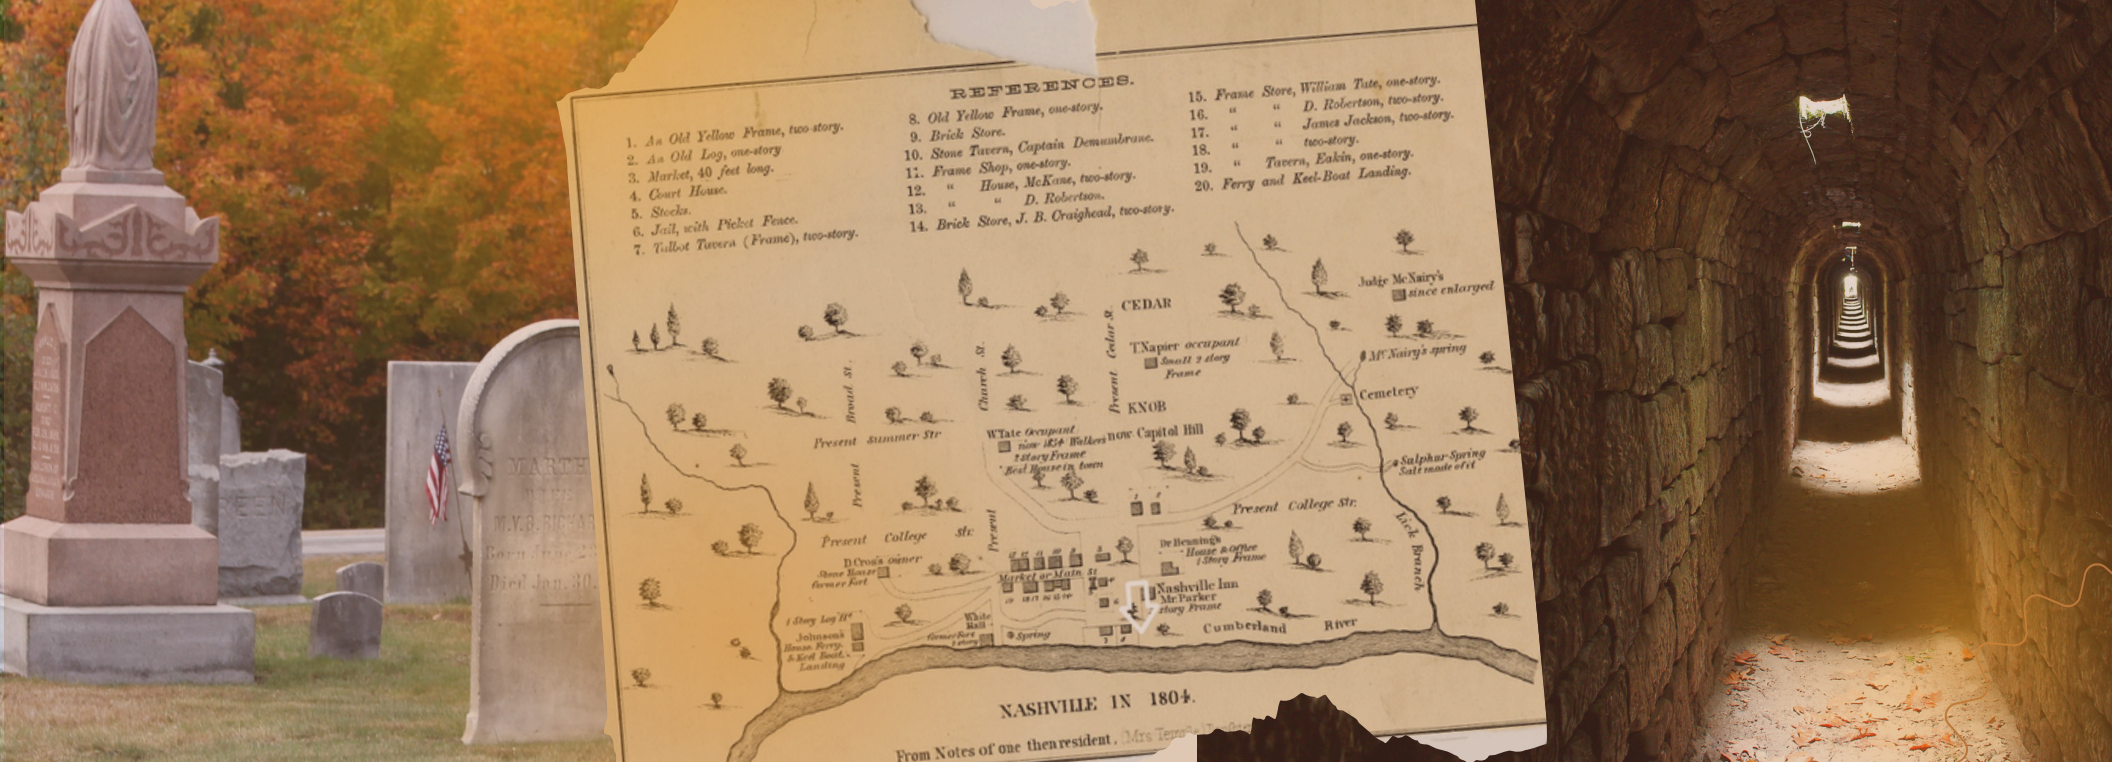 MARTH
M.V.B. RICHAR
Born June 2
Died Jan. 30.
REFERENCES.
1. An Old Yellow Frame, two-story.
2. An Old Log, one-story
3. Market, 40 feet long.
4. Court House.
5. Stocks.
6. Jail, with Picket Fence.
7. Talbot Tavern (Frame), two-story.
8. Old Yellow Frame, one-story.
9. Brick Store.
10. Stone Tavern, Captain Demumbrane.
11. Frame Shop, one-story.
12. “ House, McKane, two-story.
13. “ “ D. Robertson.
14. Brick Store, J. B. Craighead, two-story.
15. Frame Store, William Tate, one-story.
16. “ “ D. Robertson, two-story.
17. “ “ James Jackson, two-story.
18. “ “ two-story.
19. “ Tavern, Eakin, one-story.
20. Ferry and Keel-Boat Landing.
Judge McNairy's
since enlarged
CEDAR
Present Cedar St.
T. Napier occupant
Small 2 story
Frame
McNairy's spring
Cemetery
KNOB
now Capitol Hill
Present Broad St.
Present Church St.
Present Summer Str
W Tate Occupant
now 1854 Walkers
2 Story Frame
Best House in town
Sulphur Spring
Salt made of it
Present College Str.
Present College Str.
Lick Branch
D Cross owner
Stone House
former Fort
Market or Main St
Dr Hennings
House & Office
1 Story Frame
Nashville Inn
Mr Parker
story Frame
1 Story Log
Johnson's
House Ferry
& Keel Boat
Landing
White
Hall
former Fort
2 story
Spring
Cumberland River
NASHVILLE IN 1804.
From Notes of one then resident.